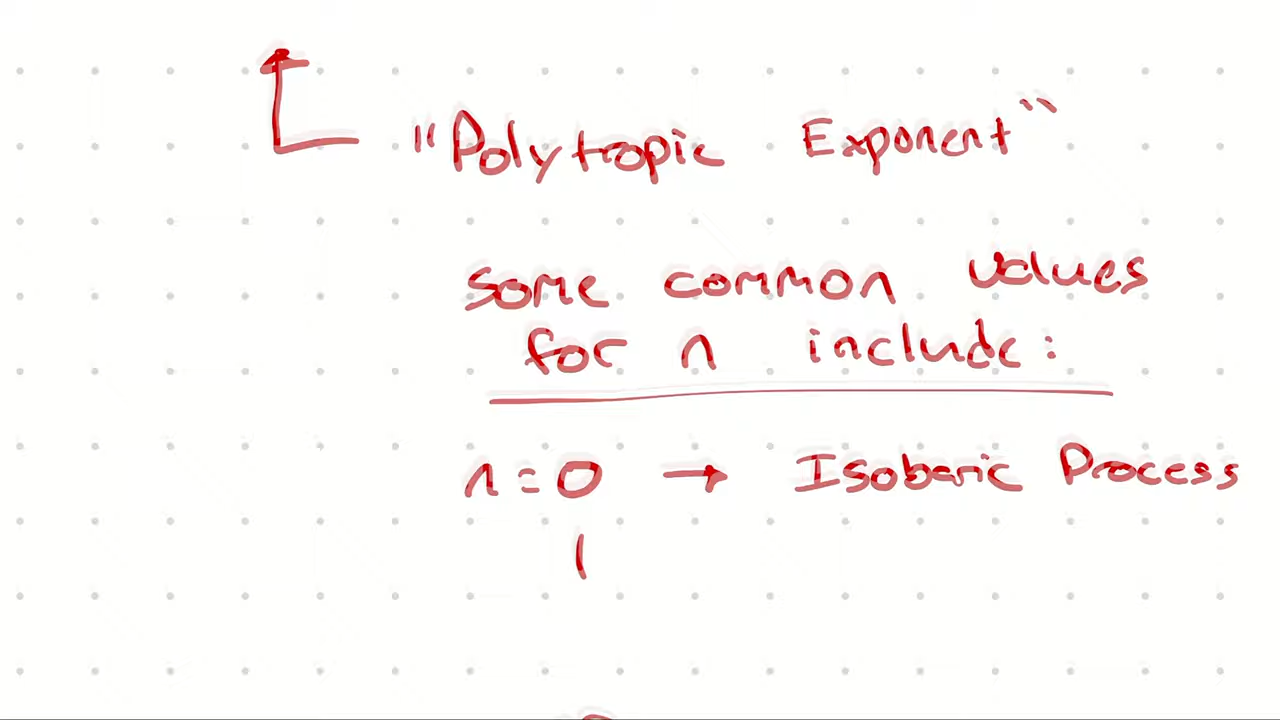 "Polytropic Exponent"
some common values
for n include:
n = 0 → Isobaric Process
1